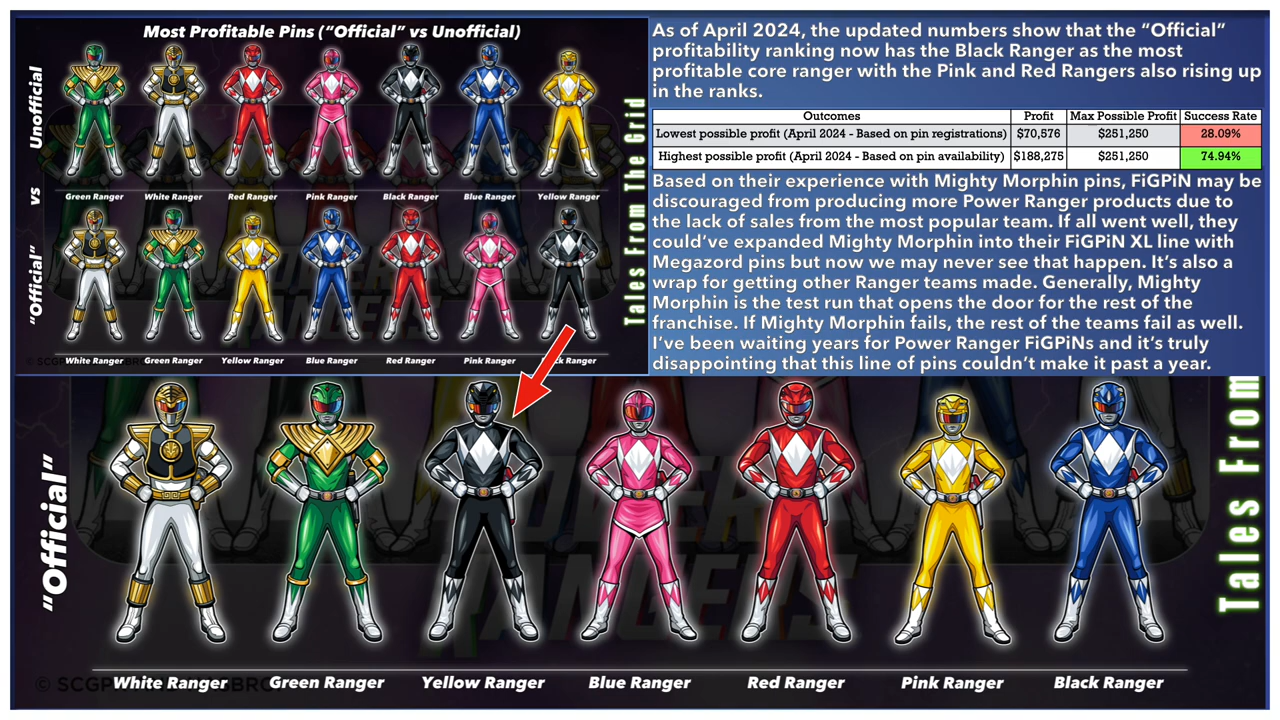 Most Profitable Pins (“Official” vs Unofficial)
Unofficial
Green Ranger White Ranger Red Ranger Pink Ranger Black Ranger Blue Ranger Yellow Ranger
vs
“Official”
White Ranger Green Ranger Yellow Ranger Blue Ranger Red Ranger Pink Ranger Ranger
Tales From The Grid
As of April 2024, the updated numbers show that the “Official”
profitability ranking now has the Black Ranger as the most
profitable core ranger with the Pink and Red Rangers also rising up
in the ranks.
Outcomes Profit Max Possible Profit Success Rate
Lowest possible profit (April 2024 - Based on pin registrations) $70,576 $251,250 28.09%
Highest possible profit (April 2024 - Based on pin availability) $188,275 $251,250 74.94%
Based on their experience with Mighty Morphin pins, FiGPiN may be
discouraged from producing more Power Ranger products due to
the lack of sales from the most popular team. If all went well, they
could’ve expanded Mighty Morphin into their FiGPiN XL line with
Megazord pins but now we may never see that happen. It’s also a
wrap for getting other Ranger teams made. Generally, Mighty
Morphin is the test run that opens the door for the rest of the
franchise. If Mighty Morphin fails, the rest of the teams fail as well.
I’ve been waiting years for Power Ranger FiGPiNs and it’s truly
disappointing that this line of pins couldn’t make it past a year.
“Official”
POWER
RANGERS
White Ranger Green Ranger Yellow Ranger Blue Ranger Red Ranger Pink Ranger Black Ranger
Tales From